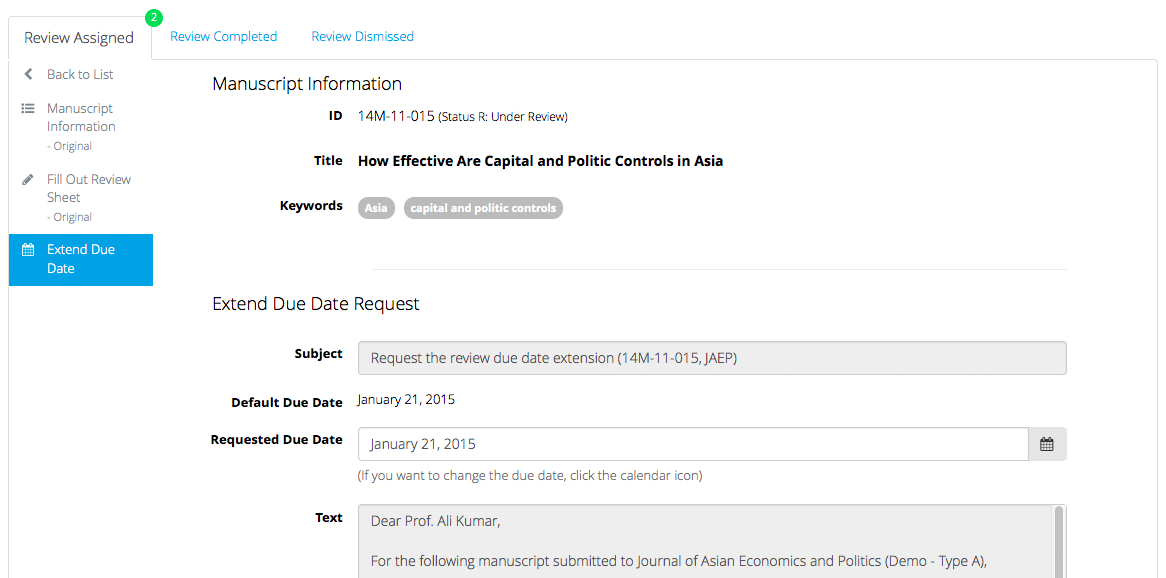 2
Review Assigned
Review Completed
Review Dismissed
Back to List
Manuscript
Information
- Original
Fill Out Review
Sheet
- Original
Extend Due
Date
Manuscript Information
ID 14M-11-015 (Status R: Under Review)
Title How Effective Are Capital and Politic Controls in Asia
Keywords Asia capital and politic controls
Extend Due Date Request
Subject Request the review due date extension (14M-11-015, JAEP)
Default Due Date January 21, 2015
Requested Due Date January 21, 2015
(If you want to change the due date, click the calendar icon)
Text Dear Prof. Ali Kumar,
For the following manuscript submitted to Journal of Asian Economics and Politics (Demo - Type A),